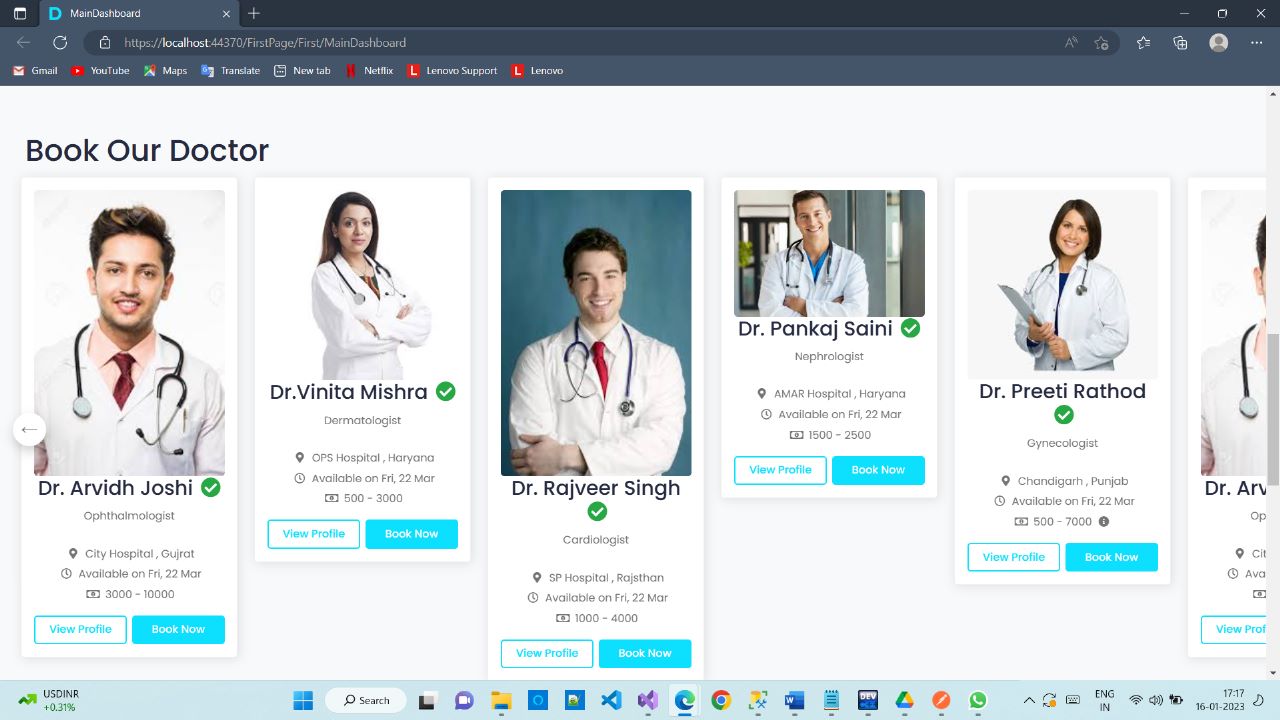 MainDashboard
https://localhost:44370/FirstPage/First/MainDashboard
Gmail YouTube Maps Translate New tab Netflix Lenovo Support Lenovo
Book Our Doctor
Dr. Arvidh Joshi
Ophthalmologist
City Hospital , Gujrat
Available on Fri, 22 Mar
3000 - 10000
View Profile Book Now
Dr.Vinita Mishra
Dermatologist
OPS Hospital , Haryana
Available on Fri, 22 Mar
500 - 3000
View Profile Book Now
Dr. Rajveer Singh
Cardiologist
SP Hospital , Rajsthan
Available on Fri, 22 Mar
1000 - 4000
View Profile Book Now
Dr. Pankaj Saini
Nephrologist
AMAR Hospital , Haryana
Available on Fri, 22 Mar
1500 - 2500
View Profile Book Now
Dr. Preeti Rathod
Gynecologist
Chandigarh , Punjab
Available on Fri, 22 Mar
500 - 7000
View Profile Book Now
Dr. Arv
Op
Cit
Ava
View Prof
USDINR
+0.31%
Search
DEV
ENG
IN
17:17
16-01-2023